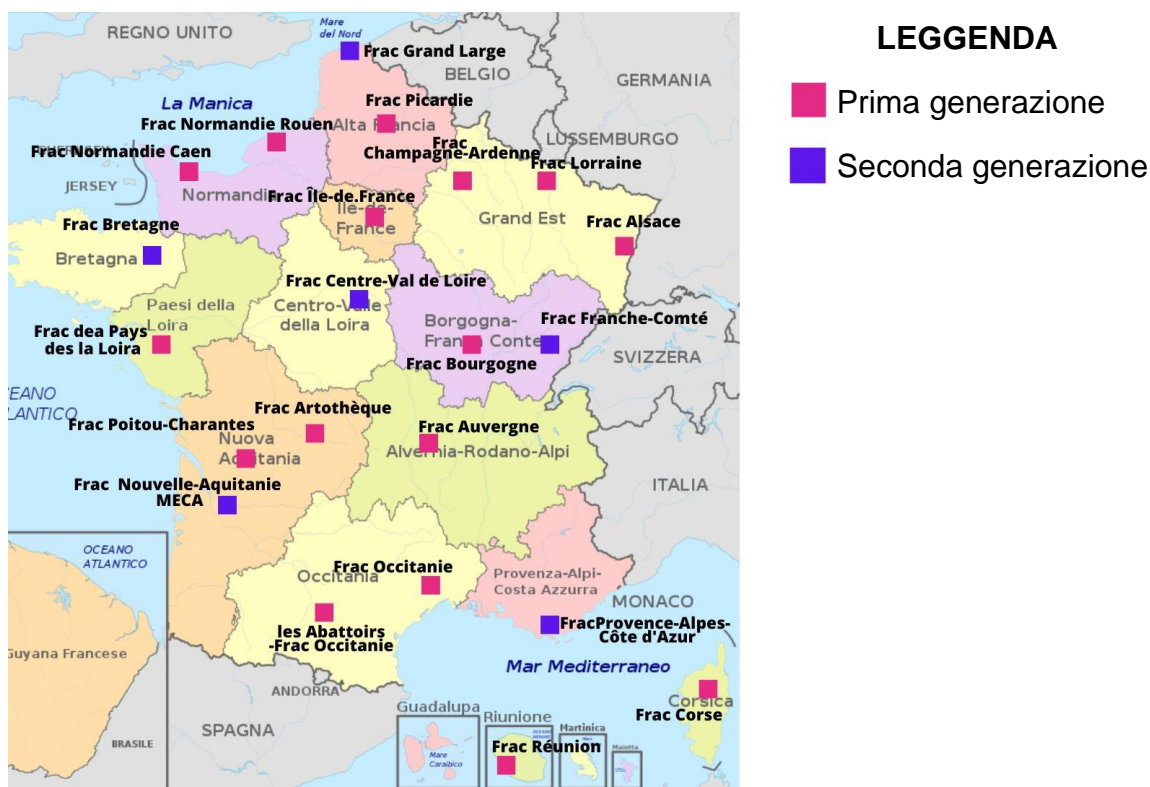 REGNO UNITO
Mare
del Nord
Frac Grand Large
BELGIO
GERMANIA
La Manica
Frac Picardie
Alta Francia
Frac Normandie Rouen
LUSSEMBURGO
Frac
Champagne-Ardenne
Frac Lorraine
Frac Normandie Caen
JERSEY
Normandia
Frac Île-de.France
Île-de-
France
Grand Est
Frac Alsace
Frac Bretagne
Bretagna
Frac Centre-Val de Loire
Centro-Valle
della Loira
Paesi della
Loira
Frac dea Pays
des la Loira
Borgogna-
Franca Contea
Frac Franche-Comté
Frac Bourgogne
SVIZZERA
Frac Artothèque
Frac Poitou-Charantes
Nuova
Aquitania
Frac Auvergne
Alvernia-Rodano-Alpi
Frac Nouvelle-Aquitanie
MECA
ITALIA
OCEANO
ATLANTICO
Guyana Francese
BRASILE
Occitania
Frac Occitanie
les Abattoirs
-Frac Occitanie
Provenza-Alpi-
Costa Azzurra
MONACO
FracProvence-Alpes-
Côte d'Azur
Mar Mediterraneo
ANDORRA
SPAGNA
Corsica
Frac Corse
Guadalupa
Mare
Caraibico
Riunione
Frac Réunion
Martinica
LEGGENDA
Prima generazione
Seconda generazione